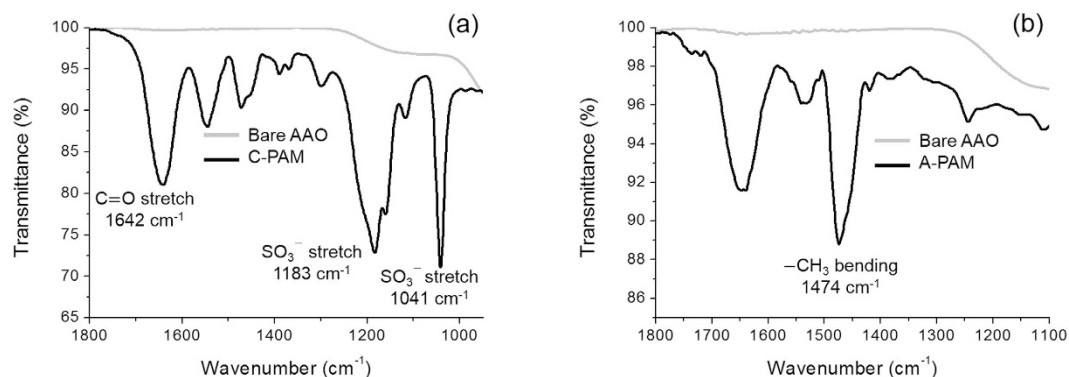 (a)
100
95
90
85
80
75
70
65
Transmittance (%)
Bare AAO
C-PAM
C=O stretch
1642 cm⁻¹
SO₃⁻ stretch
1183 cm⁻¹
SO₃⁻ stretch
1041 cm⁻¹
1800 1600 1400 1200 1000
Wavenumber (cm⁻¹)
(b)
100
98
96
94
92
90
88
86
Transmittance (%)
Bare AAO
A-PAM
−CH₃ bending
1474 cm⁻¹
1800 1700 1600 1500 1400 1300 1200 1100
Wavenumber (cm⁻¹)